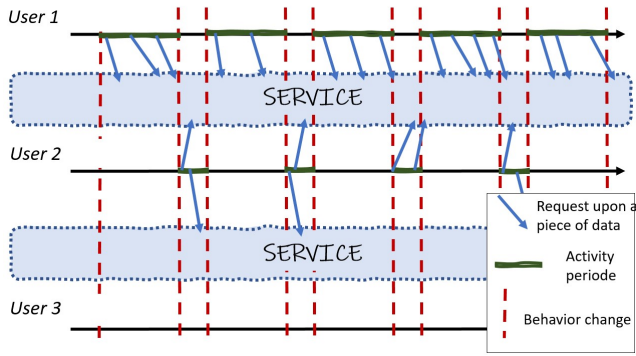 User 1
SERVICE
User 2
Request upon a
piece of data
SERVICE
Activity
periode
User 3
Behavior change